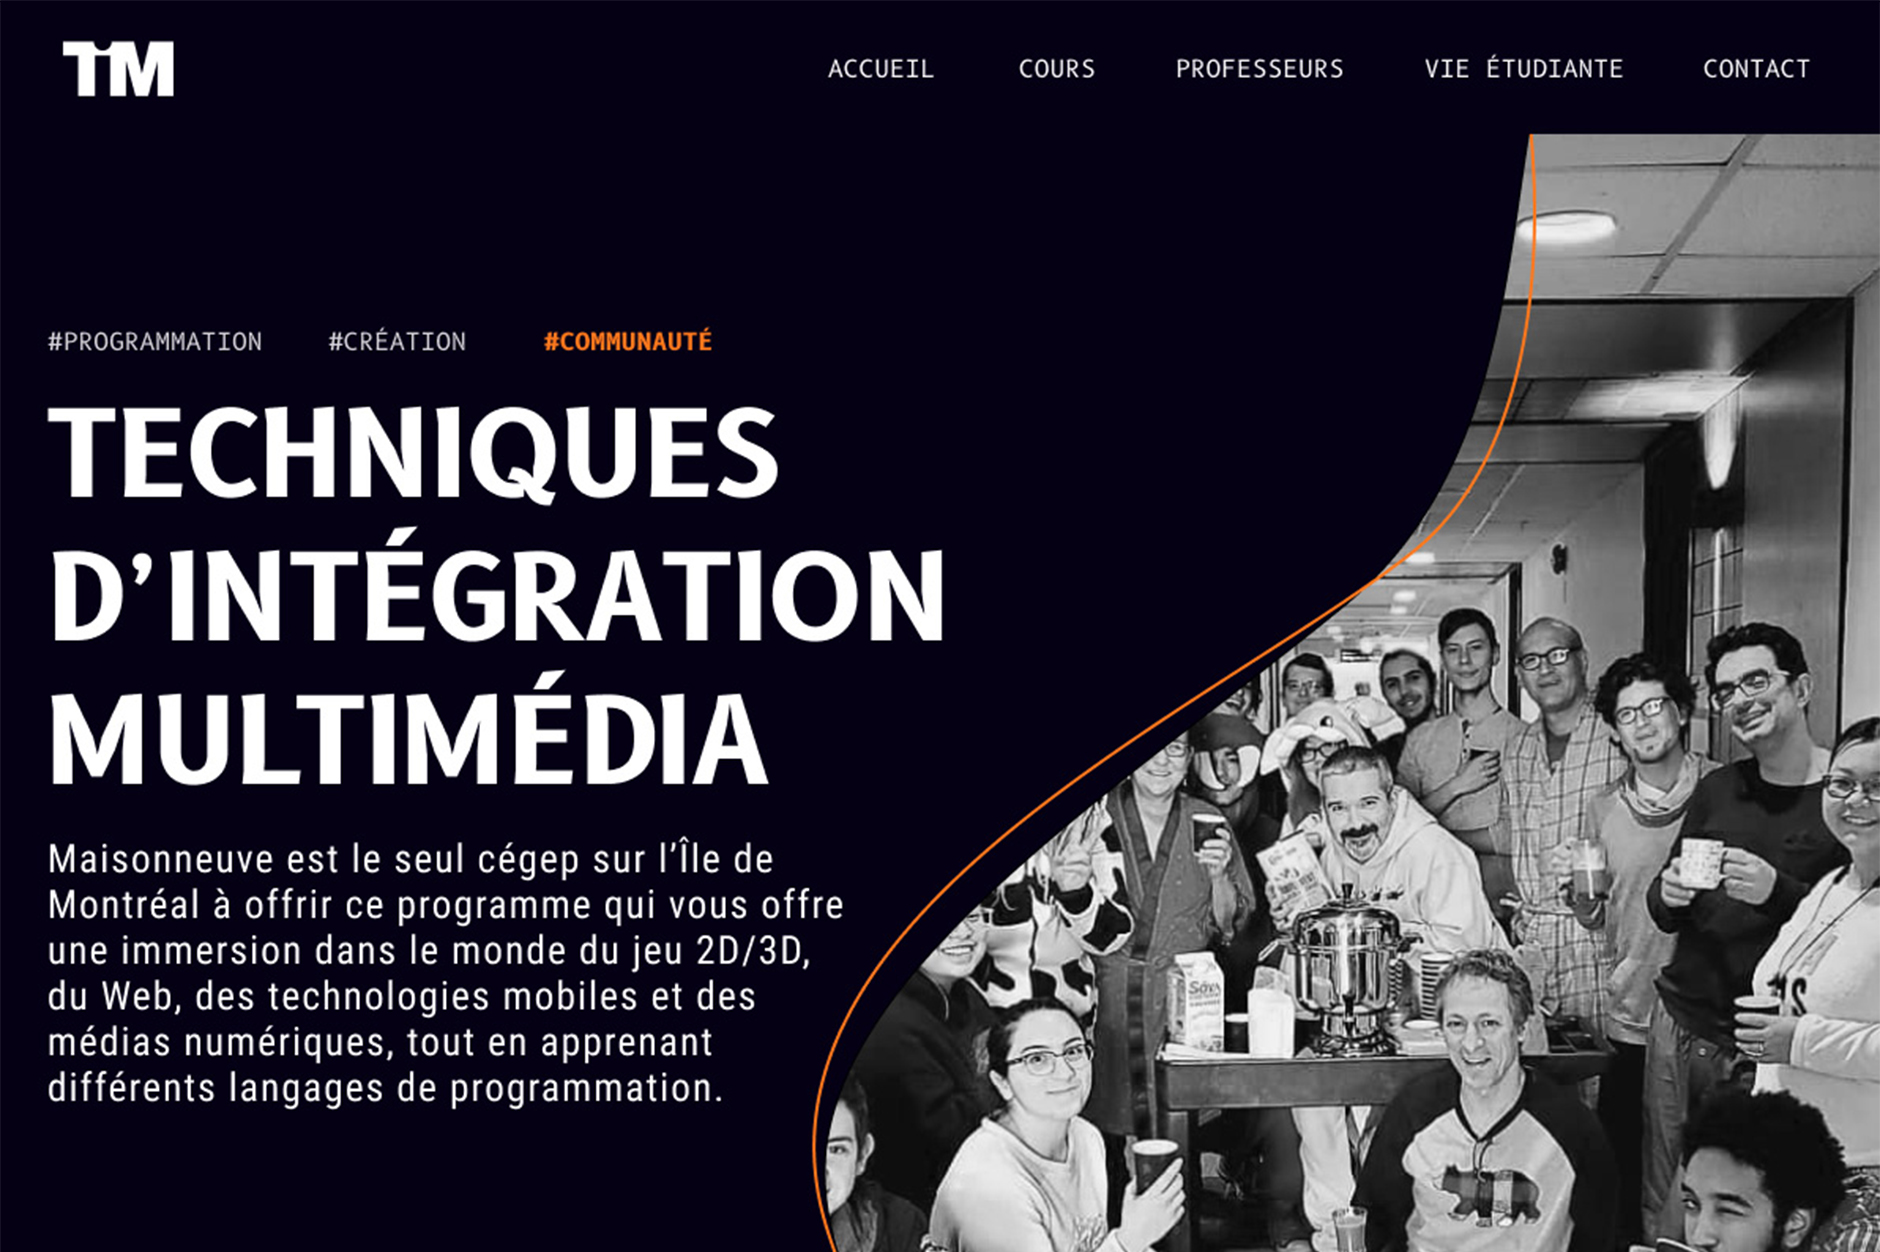 TiM
ACCUEIL COURS PROFESSEURS VIE ÉTUDIANTE CONTACT
#PROGRAMMATION #CRÉATION #COMMUNAUTÉ
TECHNIQUES
D’INTÉGRATION
MULTIMÉDIA
Maisonneuve est le seul cégep sur l’Île de
Montréal à offrir ce programme qui vous offre
une immersion dans le monde du jeu 2D/3D,
du Web, des technologies mobiles et des
médias numériques, tout en apprenant
différents langages de programmation.